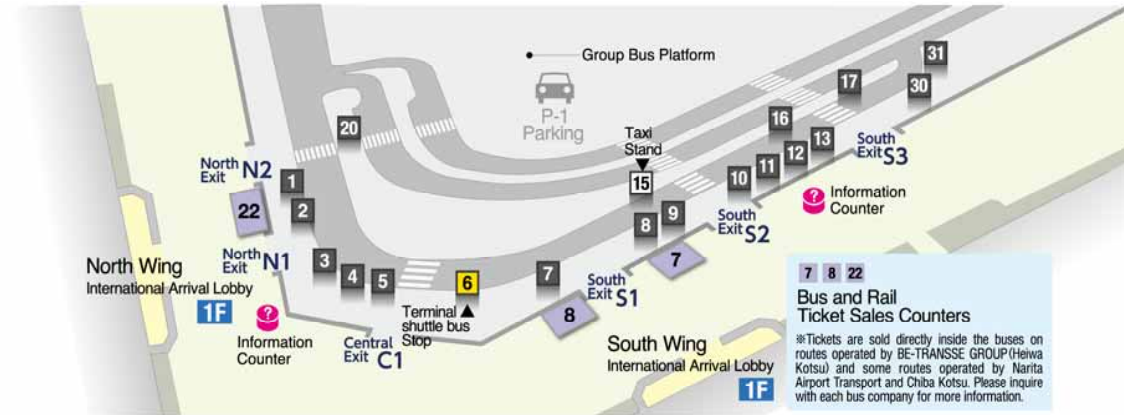 Group Bus Platform
P-1
Parking
Taxi
Stand
31
30
17
16
13
12
11
10
15
9
8
7
20
1
2
3
4
5
6
North
Exit N2
22
North
Exit N1
North Wing
International Arrival Lobby
1F
?
Information
Counter
Central
Exit C1
Terminal
shuttle bus
Stop
8
South
Exit S1
7
South
Exit S2
South
Exit S3
?
Information
Counter
South Wing
International Arrival Lobby
1F
7 8 22
Bus and Rail
Ticket Sales Counters
※Tickets are sold directly inside the buses on
routes operated by BE-TRANSSE GROUP(Heiwa
Kotsu) and some routes operated by Narita
Airport Transport and Chiba Kotsu. Please inquire
with each bus company for more information.